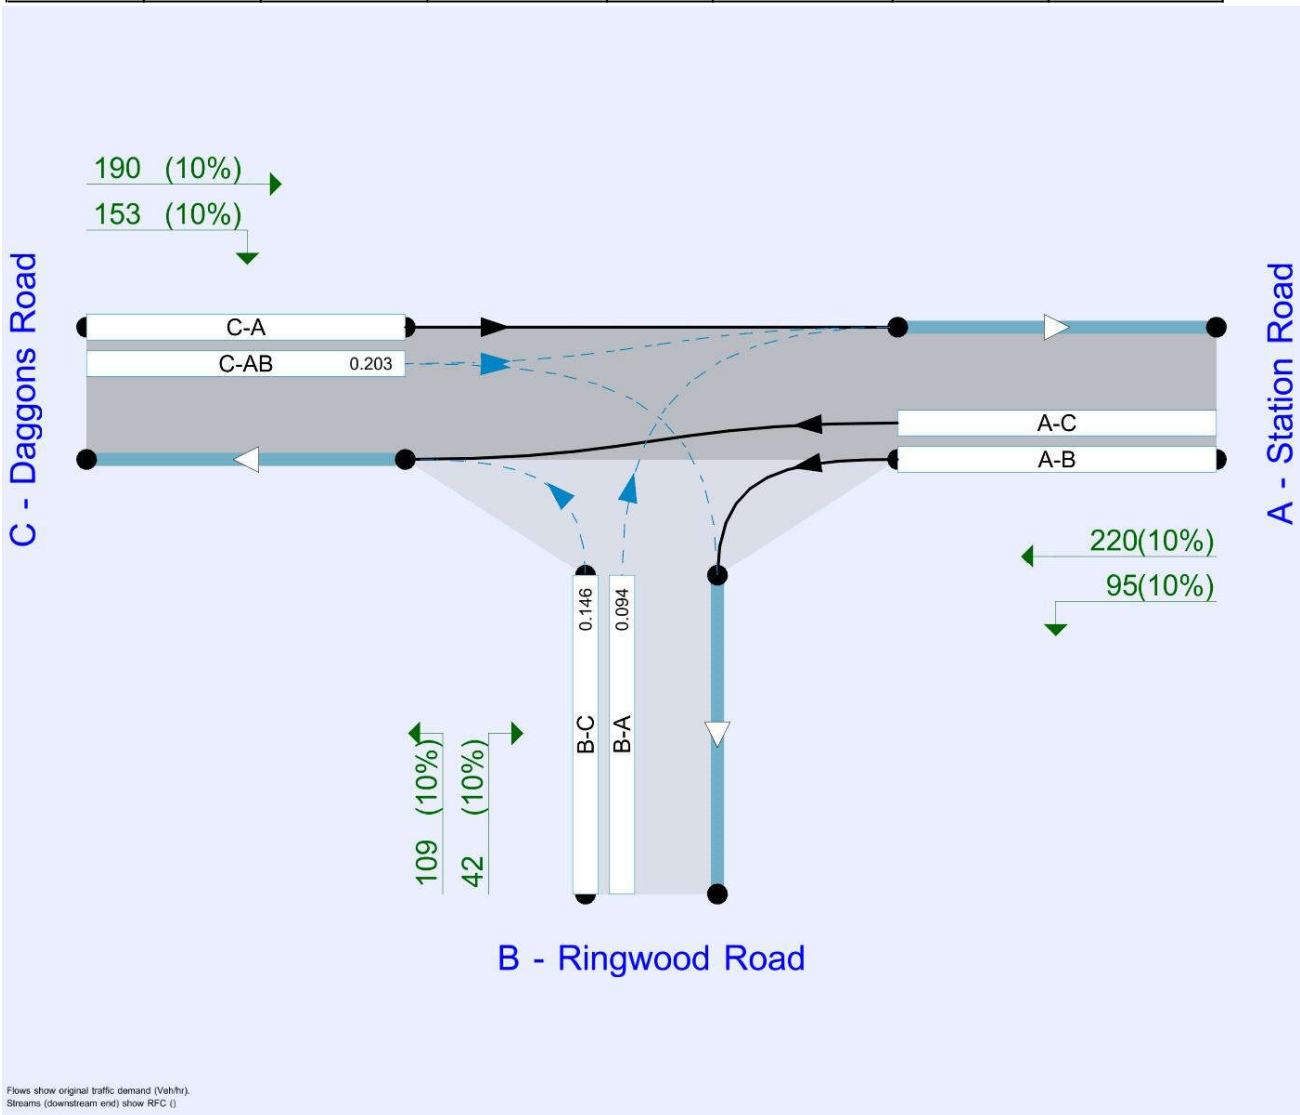 190 (10%)
153 (10%)
C - Daggons Road
A - Station Road
C-A
C-AB 0.203
A-C
A-B
220(10%)
95(10%)
0.146
0.094
B-C
B-A
109 (10%)
42 (10%)
B - Ringwood Road
Flows show original traffic demand (Veh/hr).
Streams (downstream end) show RFC ()